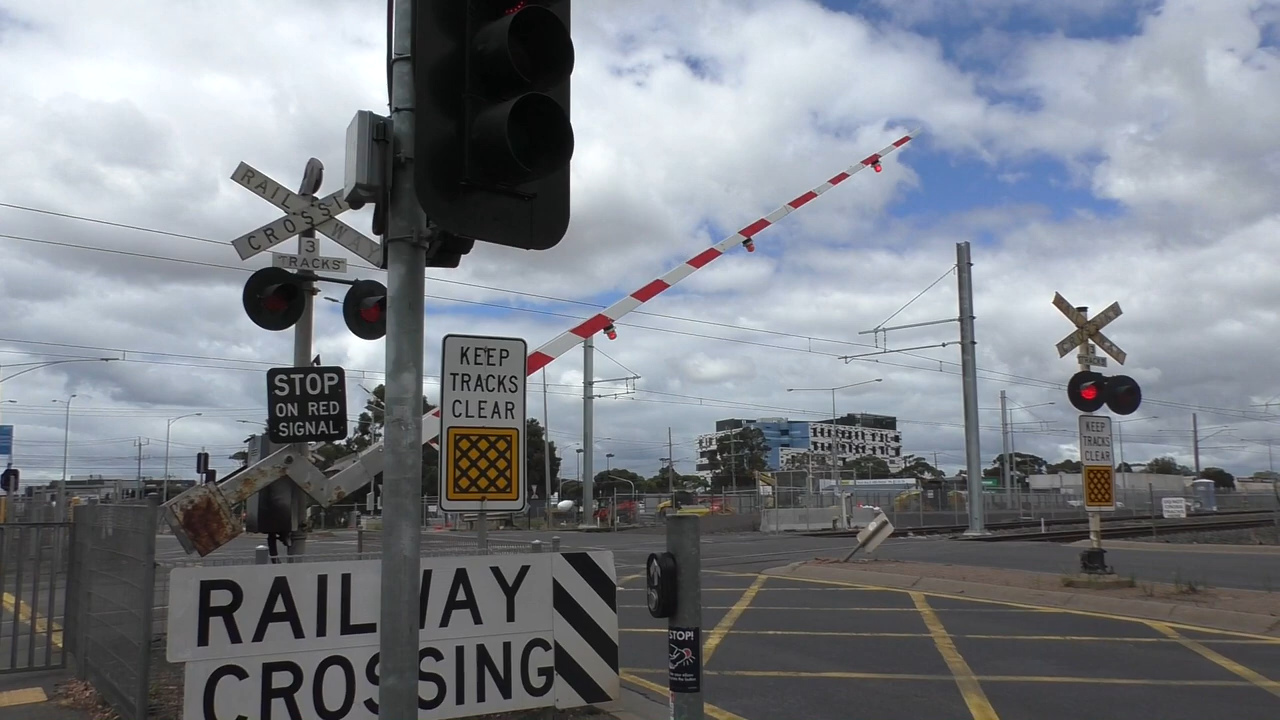 RAILWAY
CROSSING
3
TRACKS
STOP
ON RED
SIGNAL
KEEP
TRACKS
CLEAR
KEEP
TRACKS
CLEAR
RAILWAY
CROSSING
STOP!